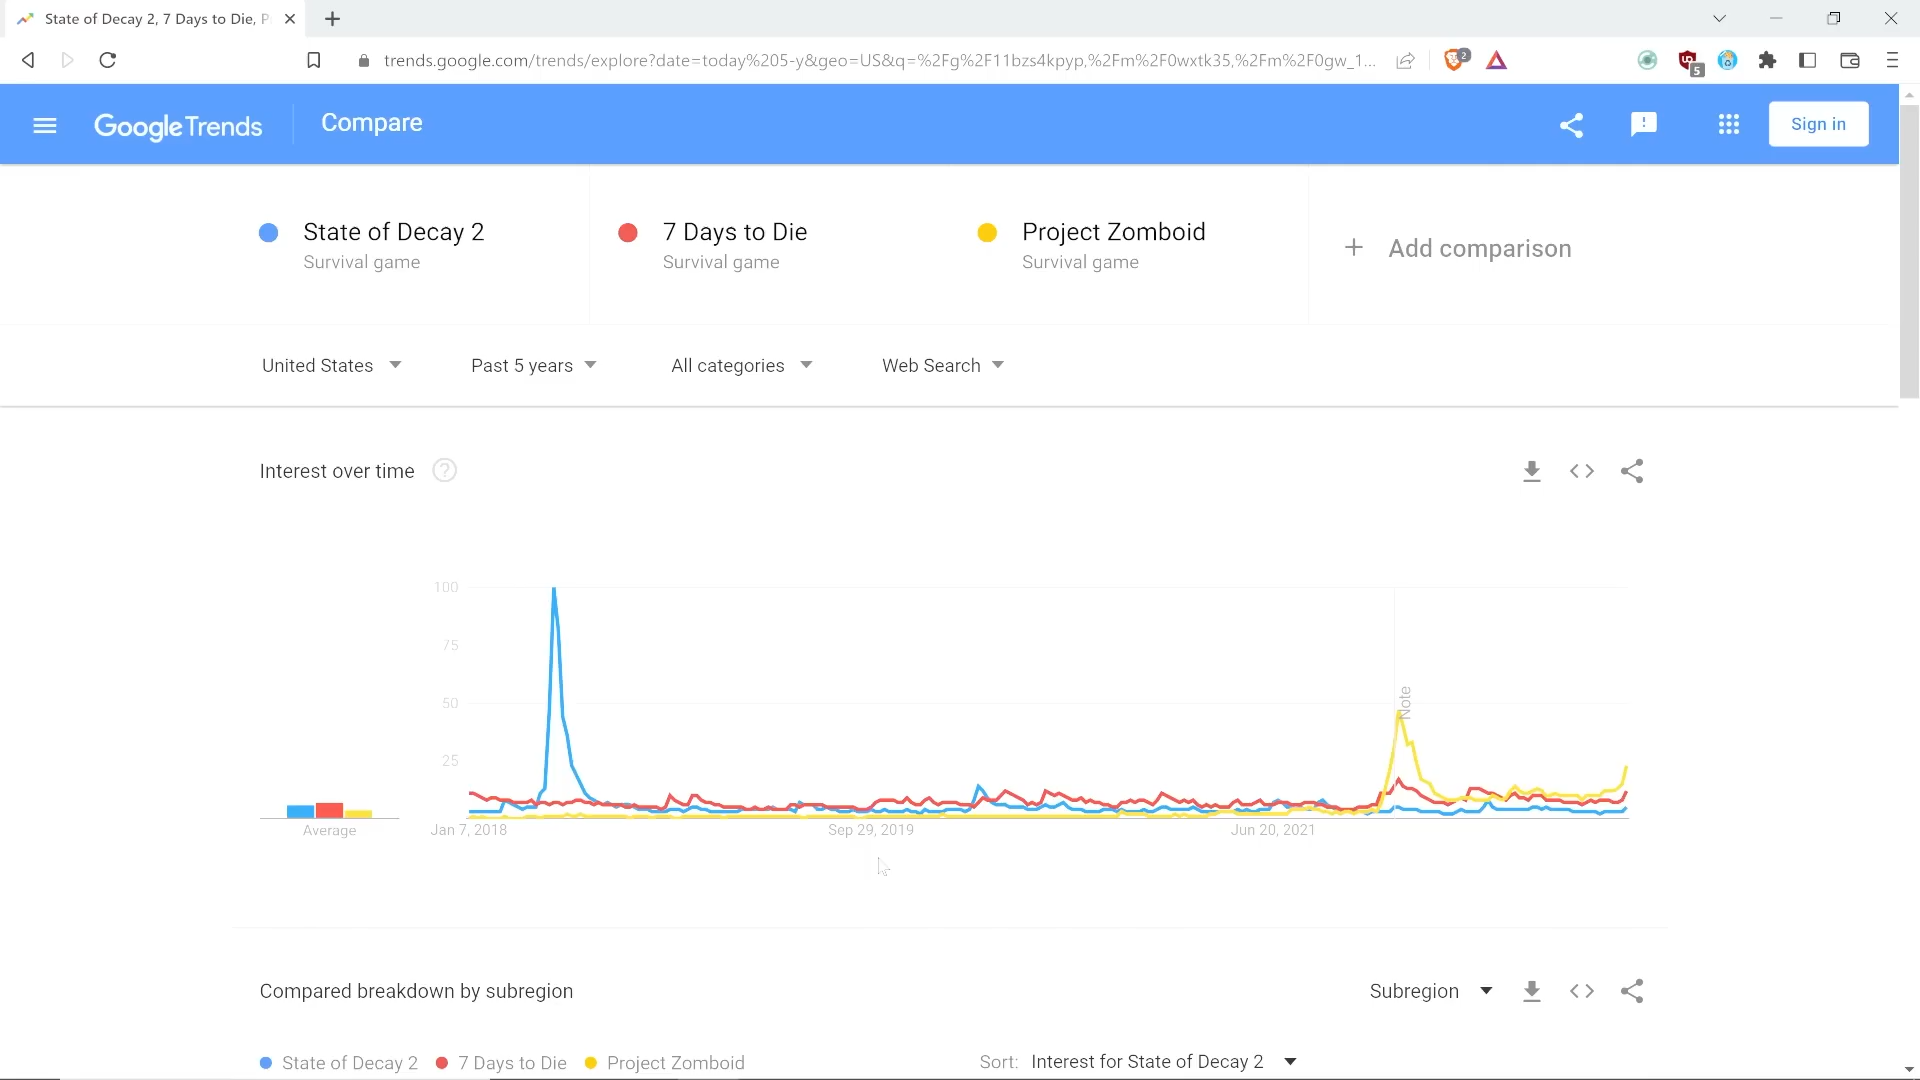 State of Decay 2, 7 Days to Die, P
trends.google.com/trends/explore?date=today%205-y&geo=US&q=%2Fg%2F11bzs4kpyp,%2Fm%2F0wxtk35,%2Fm%2F0gw_1...
2
5
Google Trends
Compare
Sign in
State of Decay 2
Survival game
7 Days to Die
Survival game
Project Zomboid
Survival game
+ Add comparison
United States
Past 5 years
All categories
Web Search
Interest over time
?
100
75
50
25
Note
Average
Jan 7, 2018
Sep 29, 2019
Jun 20, 2021
Compared breakdown by subregion
Subregion
State of Decay 2
7 Days to Die
Project Zomboid
Sort: Interest for State of Decay 2